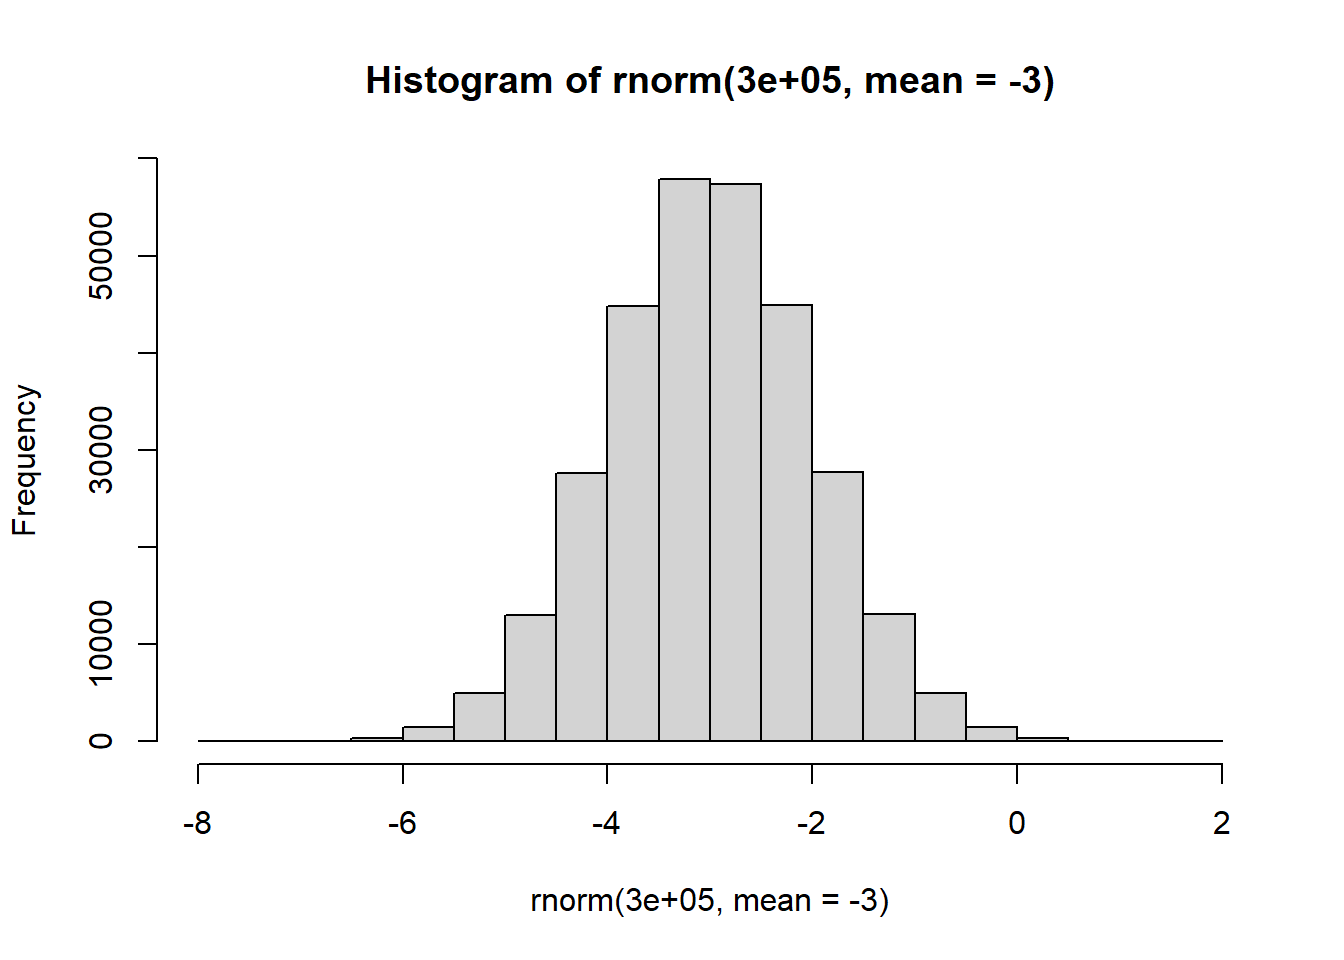 Histogram of rnorm(3e+05, mean = -3)
Frequency
50000
30000
10000
0
-8 -6 -4 -2 0 2
rnorm(3e+05, mean = -3)